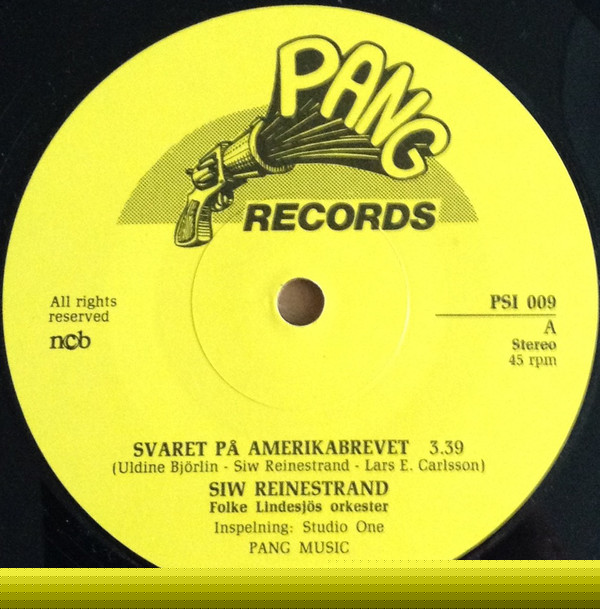 PANG
RECORDS
All rights
reserved
ncb
PSI 009
A
Stereo
45 rpm
SVARET PÅ AMERIKABREVET 3.39
(Uldine Björlin - Siw Reinestrand - Lars E. Carlsson)
SIW REINESTRAND
Folke Lindesjös orkester
Inspelning: Studio One
PANG MUSIC